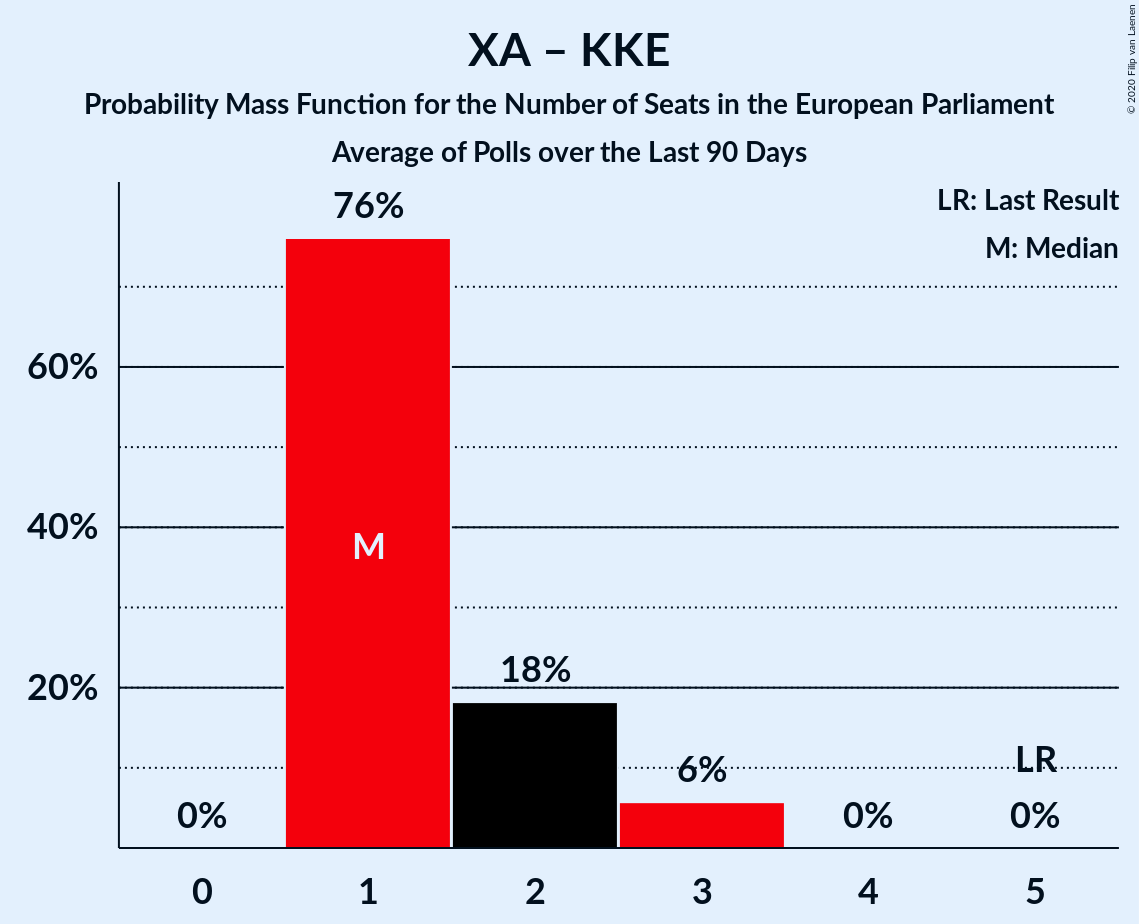 XA – KKE
Probability Mass Function for the Number of Seats in the European Parliament
Average of Polls over the Last 90 Days
© 2020 Filip van Laenen
LR: Last Result
M: Median
76%
60%
40%
M
20%
18%
6%
LR
0%
0%
0%
0 1 2 3 4 5